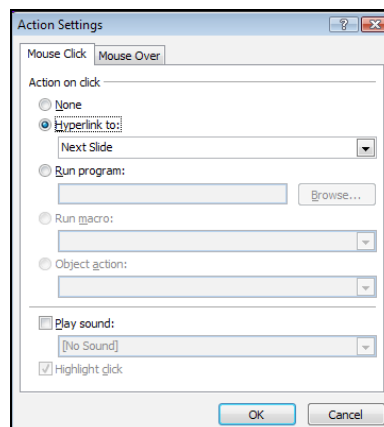 Action Settings
Mouse Click Mouse Over
Action on click
None
Hyperlink to:
Next Slide
Run program:
Browse...
Run macro:
Object action:
Play sound:
[No Sound]
Highlight click
OK Cancel